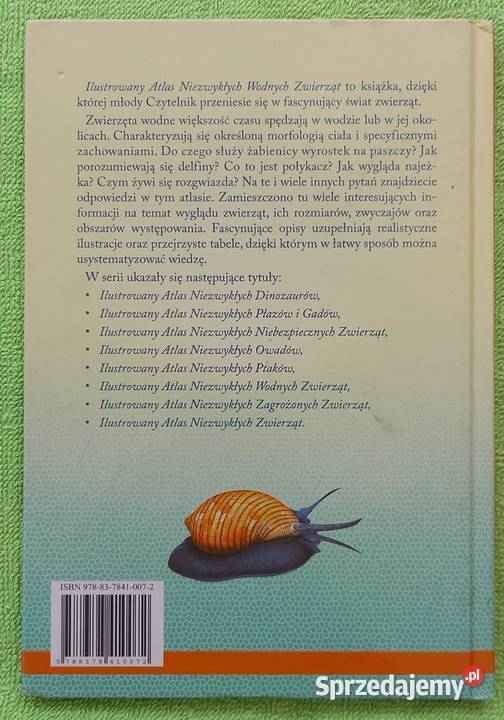 Ilustrowany Atlas Niezwykłych Wodnych Zwierząt to książka, dzięki
której młody Czytelnik przeniesie się w fascynujący świat zwierząt.
Zwierzęta wodne większość czasu spędzają w wodzie lub w jej oko-
licach. Charakteryzują się określoną morfologią ciała i specyficznymi
zachowaniami. Do czego służy żabienicy wyrostek na paszczy? Jak
porozumiewają się delfiny? Co to jest połykacz? Jak wygląda najeż-
ka? Czym żywi się rozgwiazda? Na te i wiele innych pytań znajdziecie
odpowiedzi w tym atlasie. Zamieszczono tu wiele interesujących in-
formacji na temat wyglądu zwierząt, ich rozmiarów, zwyczajów oraz
obszarów występowania. Fascynujące opisy uzupełniają realistyczne
ilustracje oraz przejrzyste tabele, dzięki którym w łatwy sposób można
usystematyzować wiedzę.
W serii ukazały się następujące tytuły:
• Ilustrowany Atlas Niezwykłych Dinozaurów,
• Ilustrowany Atlas Niezwykłych Płazów i Gadów,
• Ilustrowany Atlas Niezwykłych Niebezpiecznych Zwierząt,
• Ilustrowany Atlas Niezwykłych Owadów,
• Ilustrowany Atlas Niezwykłych Ptaków,
• Ilustrowany Atlas Niezwykłych Wodnych Zwierząt,
• Ilustrowany Atlas Niezwykłych Zagrożonych Zwierząt,
• Ilustrowany Atlas Niezwykłych Zwierząt.
ISBN 978-83-7841-007-2
9 788378 410072
Sprzedajemy.pl